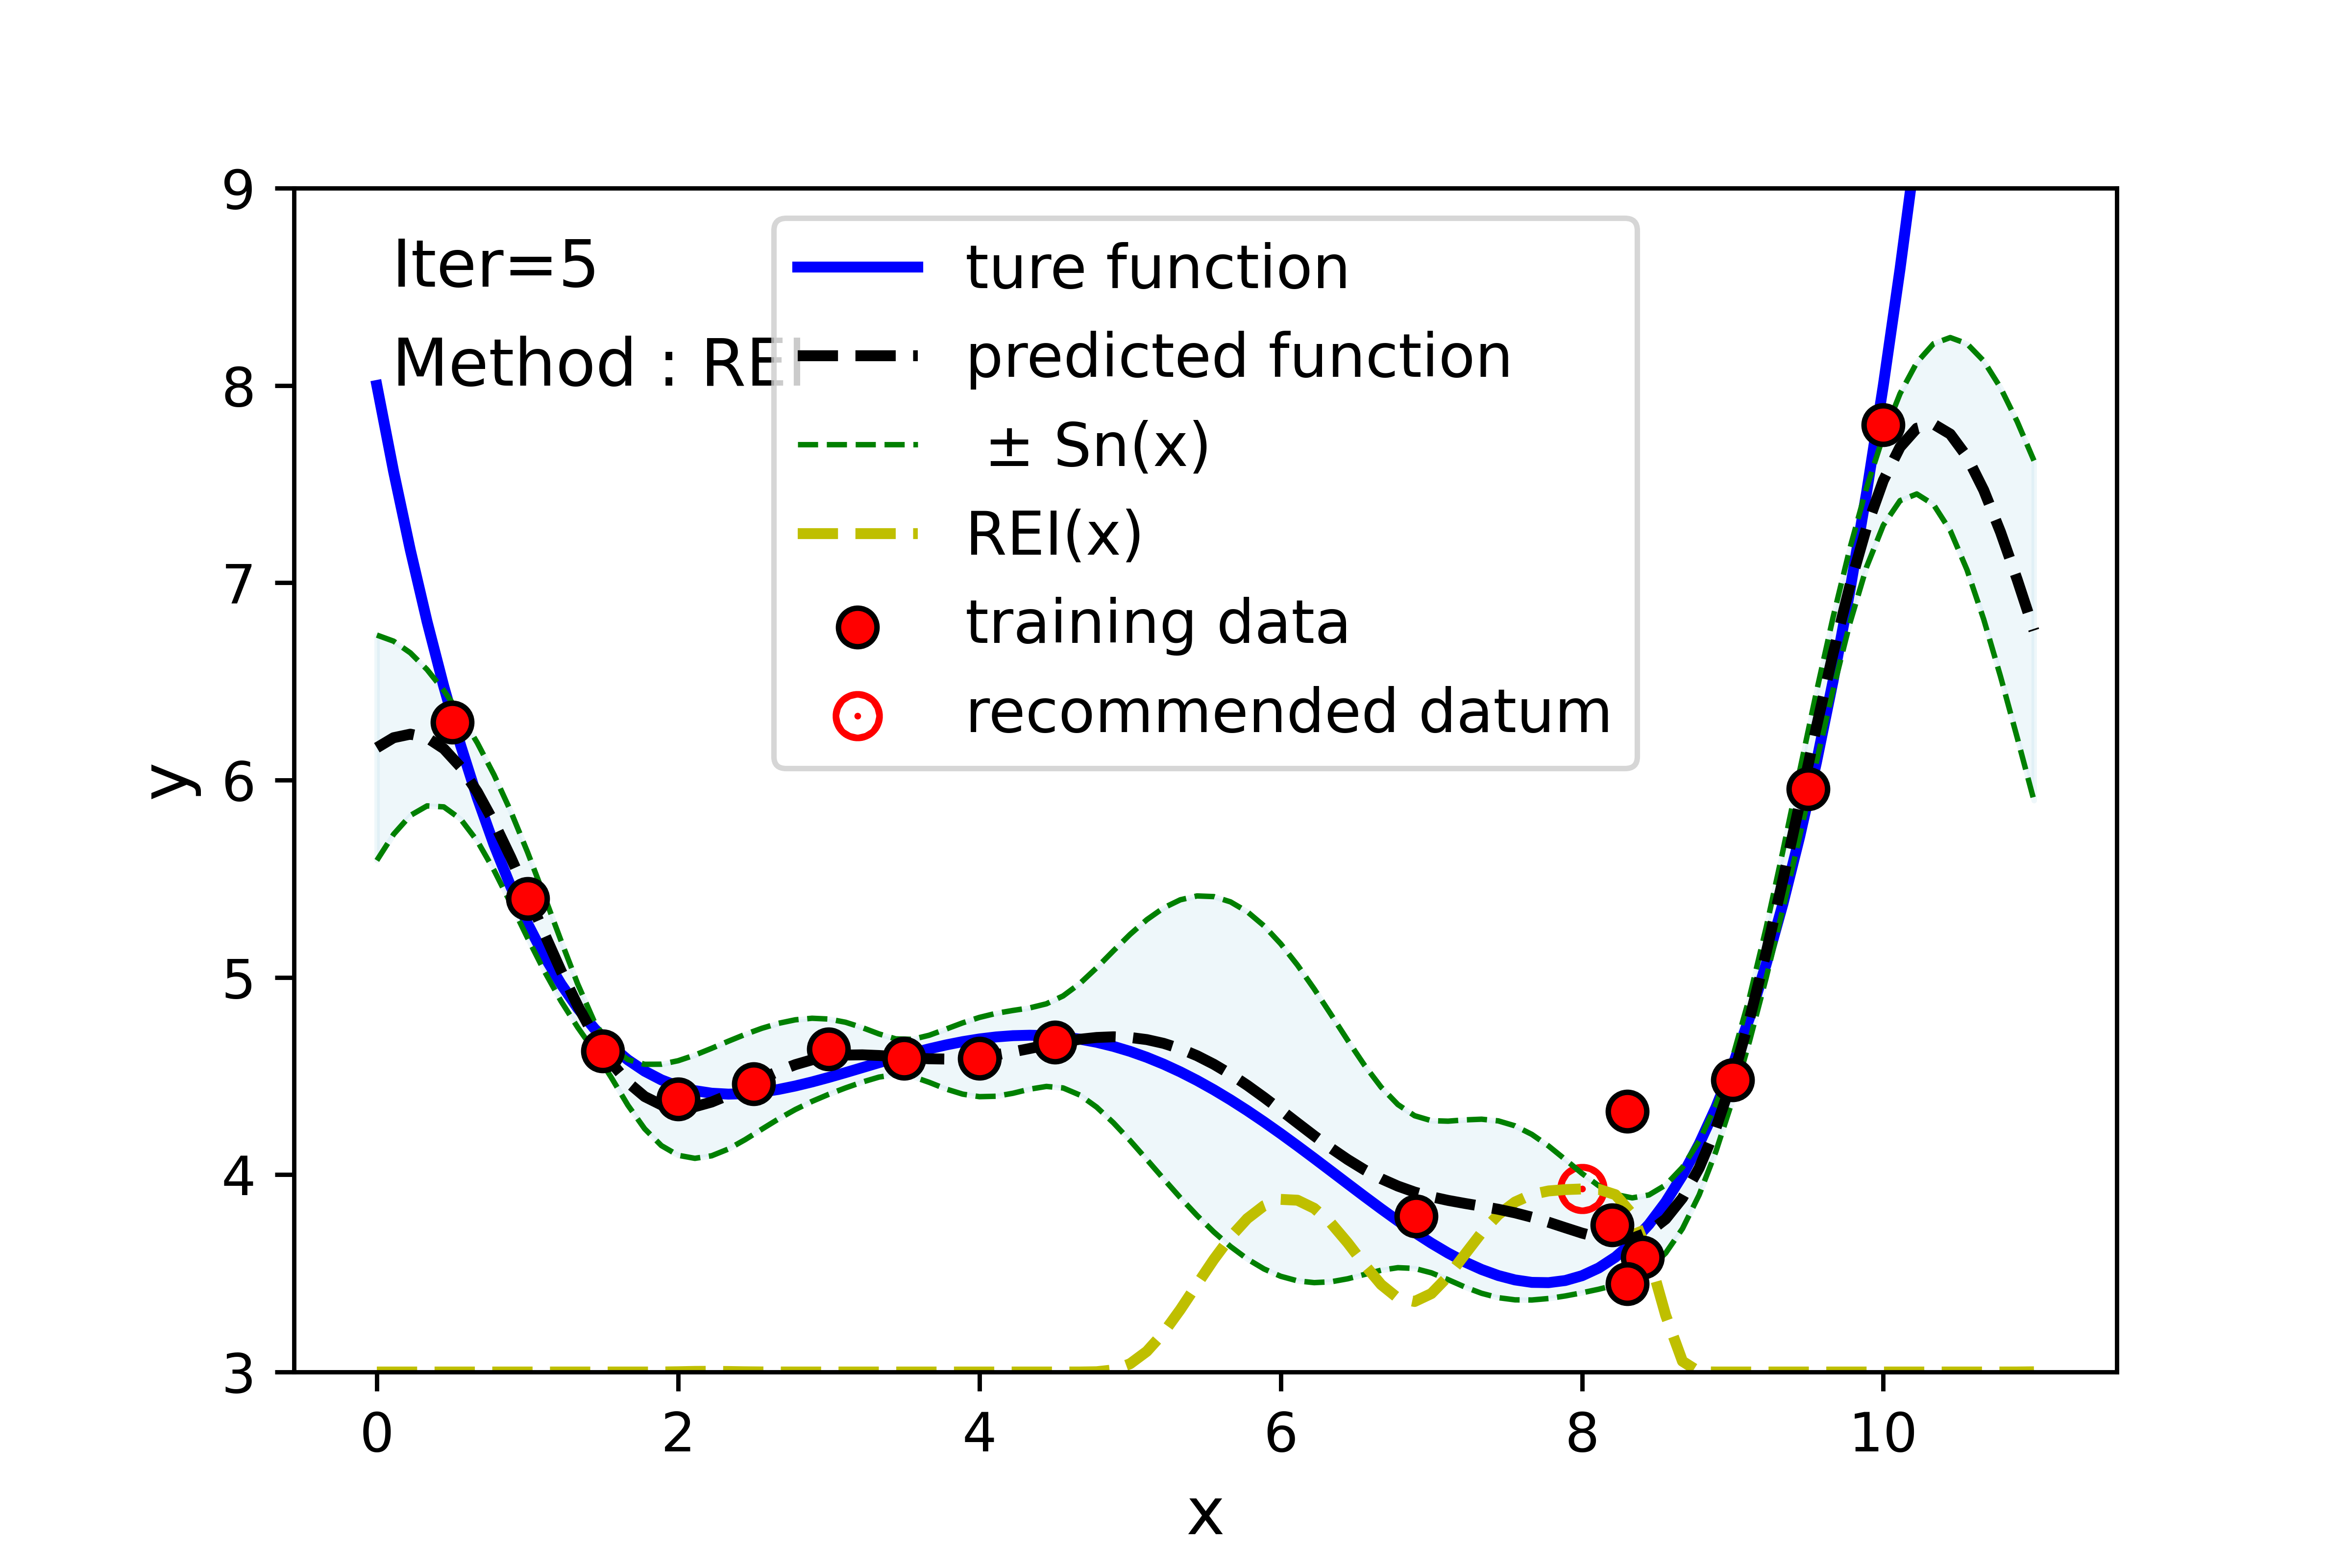 Iter=5
Method : REI
ture function
predicted function
± Sn(x)
REI(x)
training data
recommended datum
y
9
8
7
6
5
4
3
0 2 4 6 8 10
x